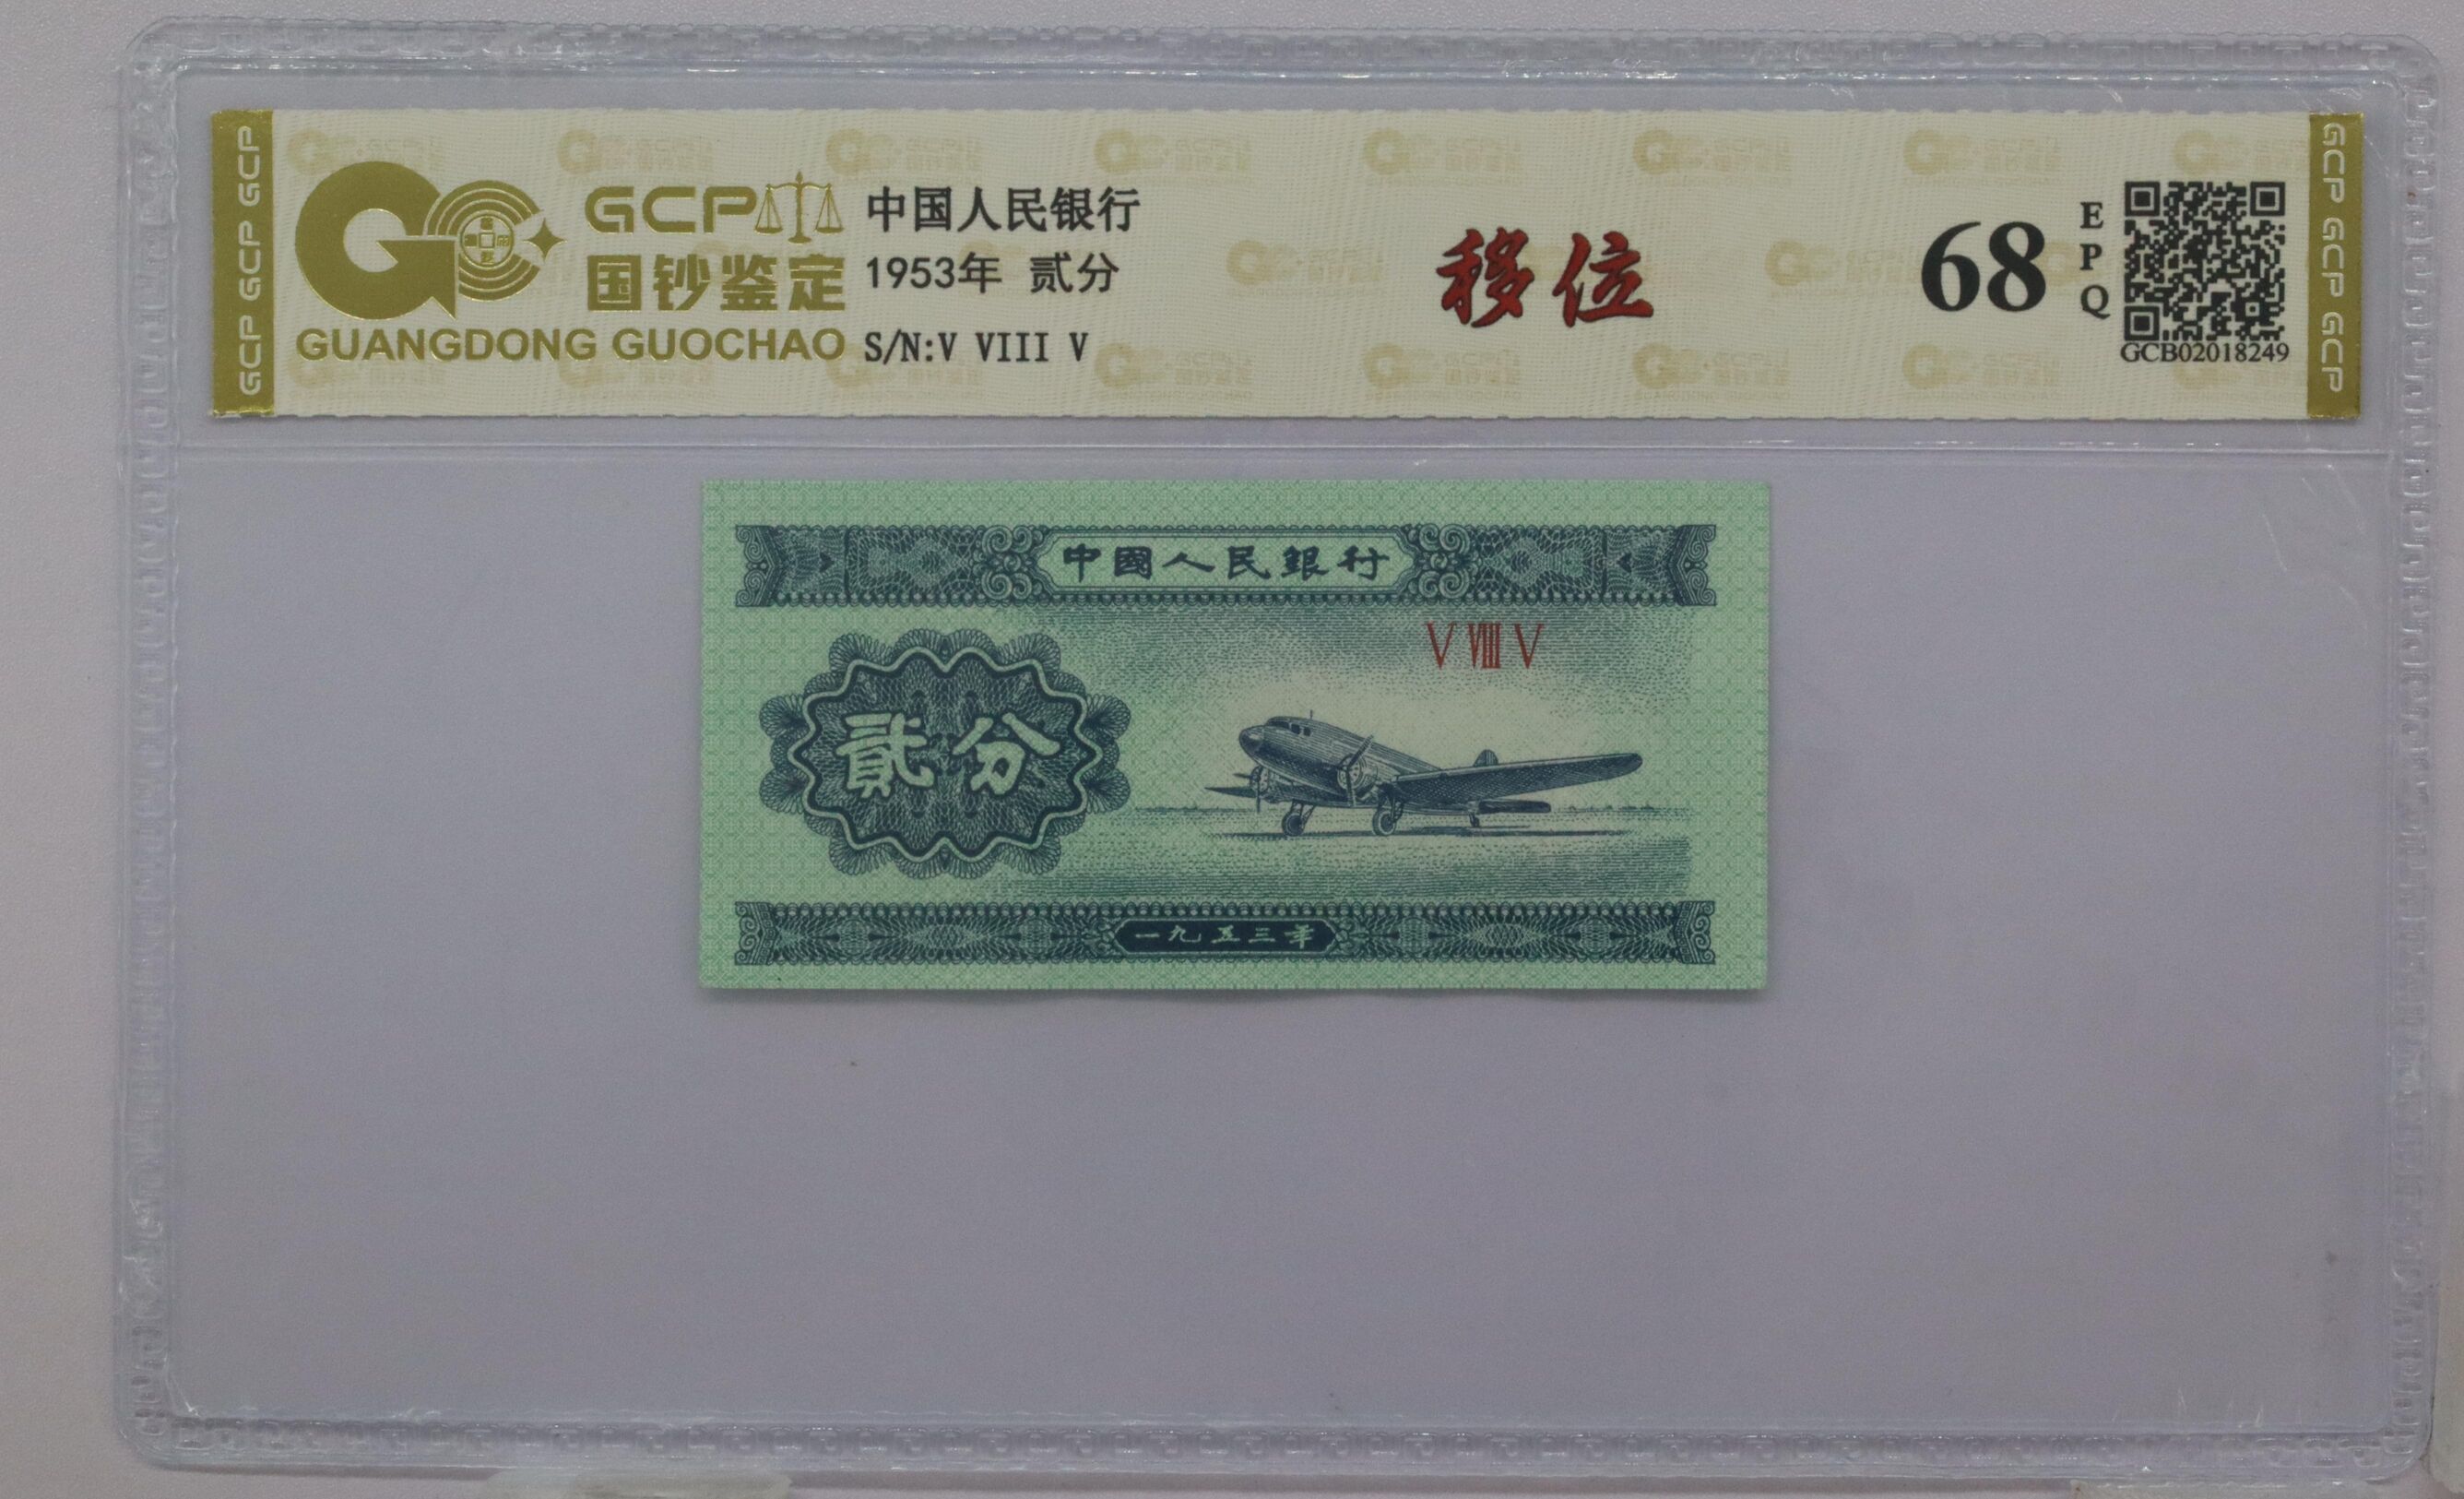 GCP GCP GCP
GCP
国钞鉴定
GUANGDONG GUOCHAO
中国人民银行
1953年 贰分
S/N:V VIII V
移位
68
EPQ
GCB02018249
GCP GCP GCP
中國人民銀行
V VIII V
貳分
一九五三年